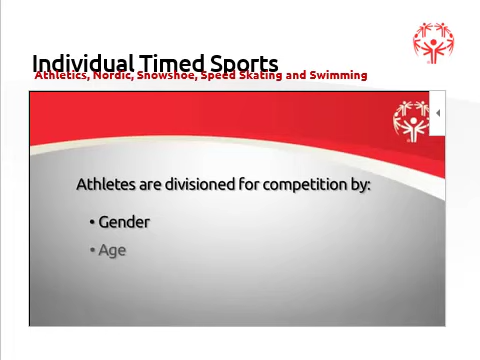 Individual Timed Sports
Athletics, Nordic, Snowshoe, Speed Skating and Swimming
Athletes are divisioned for competition by:
• Gender
• Age